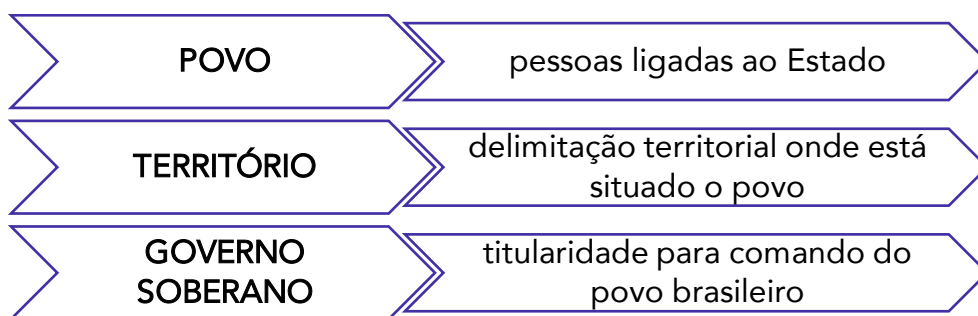 POVO
pessoas ligadas ao Estado
TERRITÓRIO
delimitação territorial onde está
situado o povo
GOVERNO
SOBERANO
titularidade para comando do
povo brasileiro